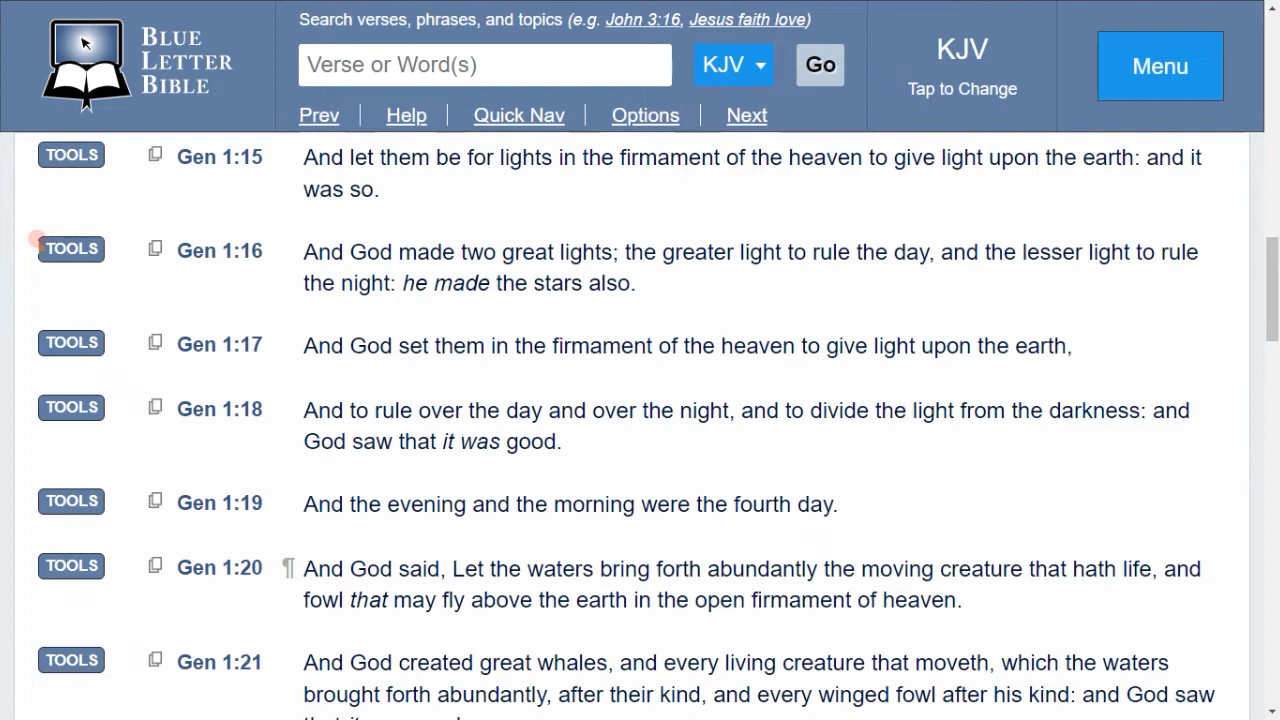 Search verses, phrases, and topics (e.g. John 3:16, Jesus faith love)
BLUE
LETTER
BIBLE
Verse or Word(s)
KJV
Go
KJV
Tap to Change
Menu
Prev
Help
Quick Nav
Options
Next
TOOLS Gen 1:15 And let them be for lights in the firmament of the heaven to give light upon the earth: and it
was so.
TOOLS Gen 1:16 And God made two great lights; the greater light to rule the day, and the lesser light to rule
the night: he made the stars also.
TOOLS Gen 1:17 And God set them in the firmament of the heaven to give light upon the earth,
TOOLS Gen 1:18 And to rule over the day and over the night, and to divide the light from the darkness: and
God saw that it was good.
TOOLS Gen 1:19 And the evening and the morning were the fourth day.
TOOLS Gen 1:20 ¶ And God said, Let the waters bring forth abundantly the moving creature that hath life, and
fowl that may fly above the earth in the open firmament of heaven.
TOOLS Gen 1:21 And God created great whales, and every living creature that moveth, which the waters
brought forth abundantly, after their kind, and every winged fowl after his kind: and God saw